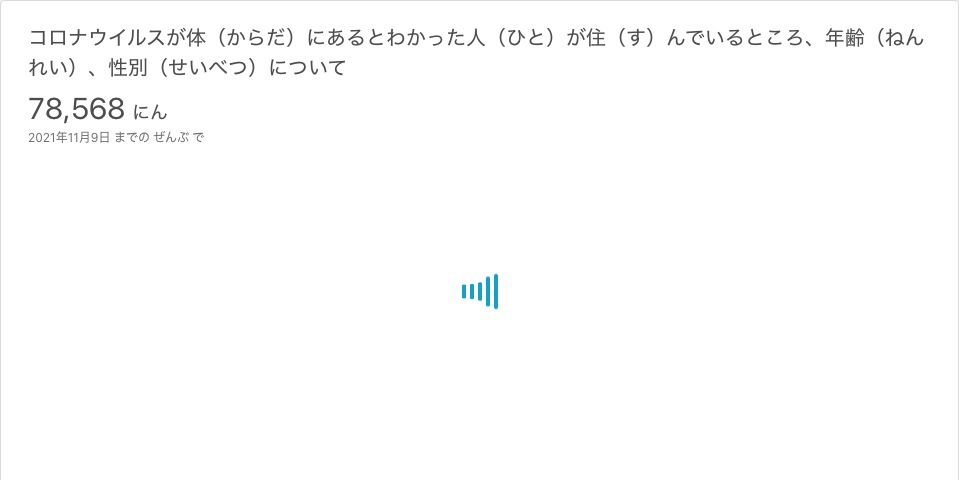 コロナウイルスが体（からだ）にあるとわかった人（ひと）が住（す）んでいるところ、年齢（ねん
れい）、性別（せいべつ）について
78,568 にん
2021年11月9日 までの ぜんぶ で